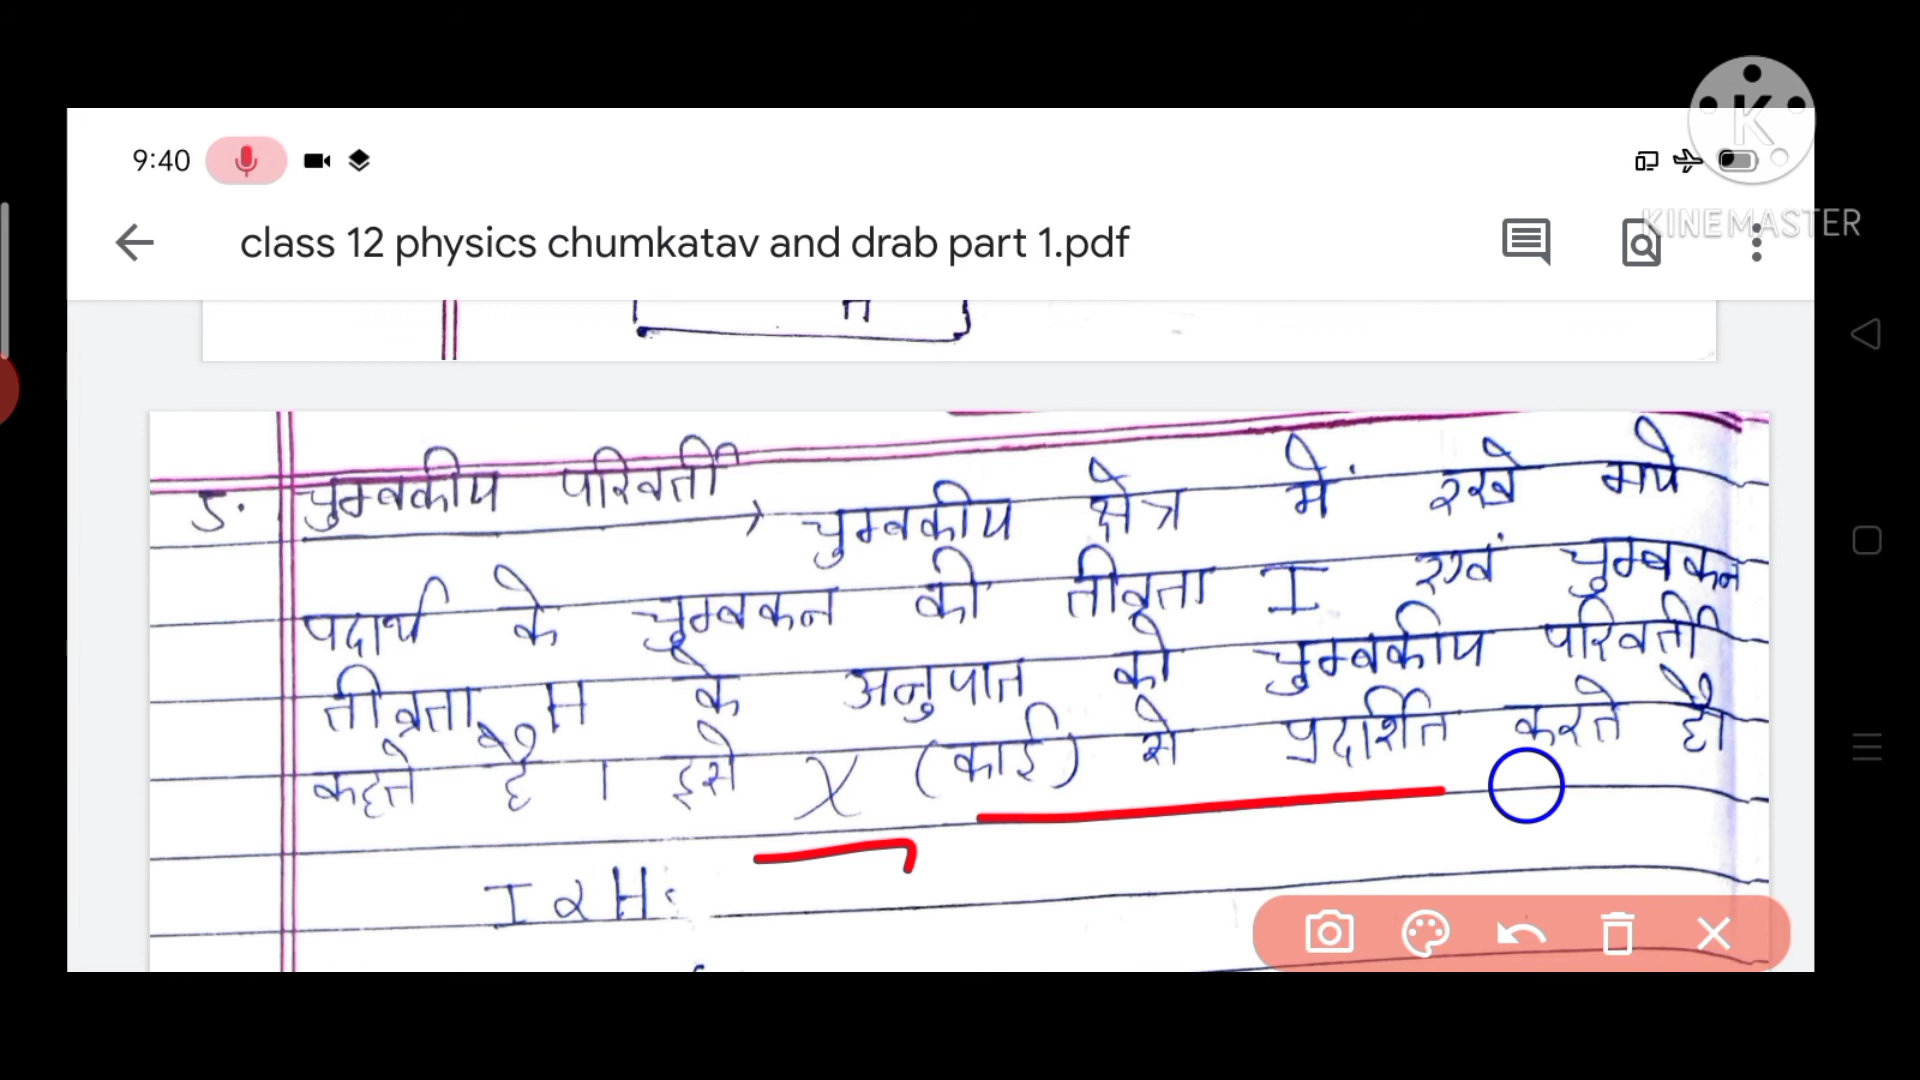 9:40
K
KINEMASTER
class 12 physics chumkatav and drab part 1.pdf
H
5. चुम्बकीय परिवर्ती
→ चुम्बकीय क्षेत्र में रखे गये
पदार्थ के चुम्बकन की तीव्रता I एवं चुम्बकन
तीव्रता H के अनुपात को चुम्बकीय परिवर्ती
कहते है । इसे χ (काई) से प्रदर्शित करते है।
I α H